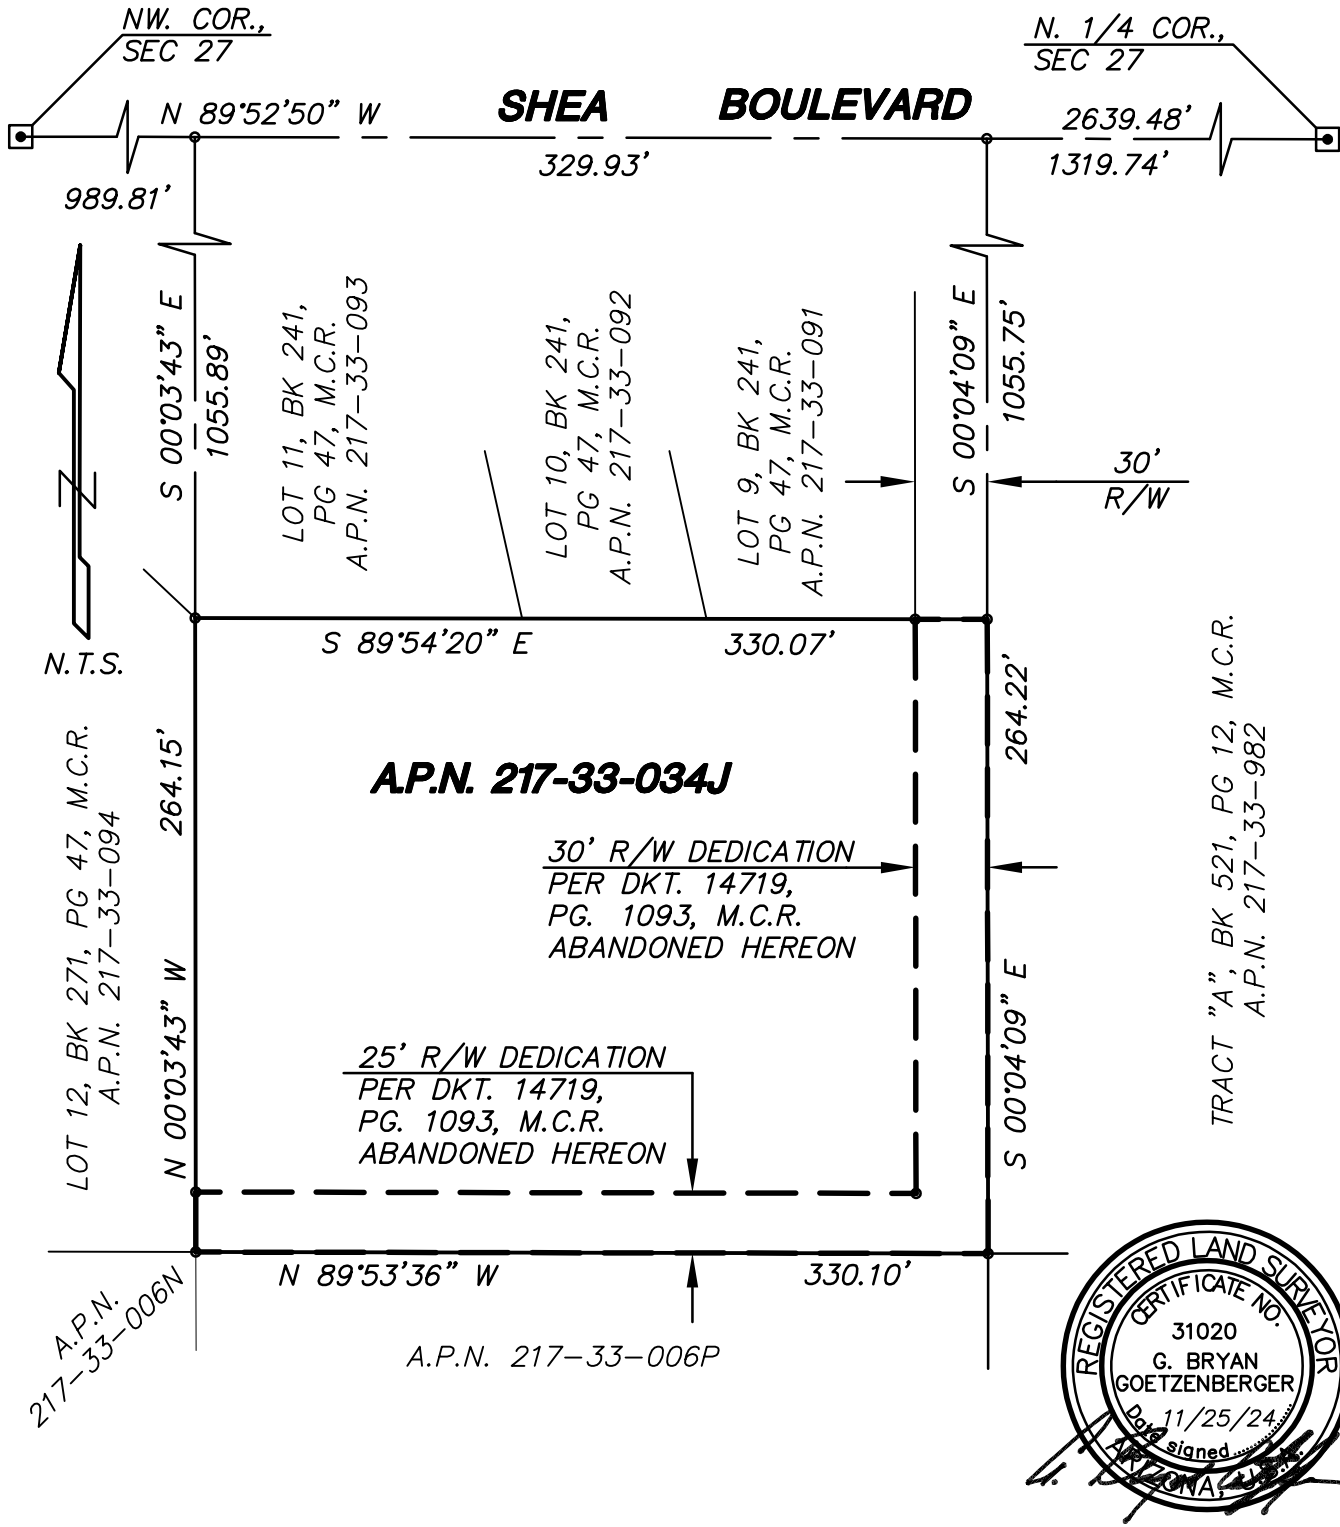 NW. COR.,
SEC 27
N. 1/4 COR.,
SEC 27
N 89°52'50" W
SHEA BOULEVARD
2639.48'
989.81'
329.93'
1319.74'
S 00°03'43" E
1055.89'
LOT 11, BK 241,
PG 47, M.C.R.
A.P.N. 217-33-093
LOT 10, BK 241,
PG 47, M.C.R.
A.P.N. 217-33-092
LOT 9, BK 241,
PG 47, M.C.R.
A.P.N. 217-33-091
S 00°04'09" E
1055.75'
30'
R/W
N
N.T.S.
S 89°54'20" E
330.07'
LOT 12, BK 271, PG 47, M.C.R.
A.P.N. 217-33-094
264.15'
N 00°03'43" W
A.P.N. 217-33-034J
30' R/W DEDICATION
PER DKT. 14719,
PG. 1093, M.C.R.
ABANDONED HEREON
25' R/W DEDICATION
PER DKT. 14719,
PG. 1093, M.C.R.
ABANDONED HEREON
264.22'
S 00°04'09" E
TRACT "A", BK 521, PG 12, M.C.R.
A.P.N. 217-33-982
N 89°53'36" W
330.10'
A.P.N.
217-33-006N
A.P.N. 217-33-006P
REGISTERED LAND SURVEYOR
CERTIFICATE NO.
31020
G. BRYAN
GOETZENBERGER
11/25/24
Date signed
ARIZONA, U.S.A.